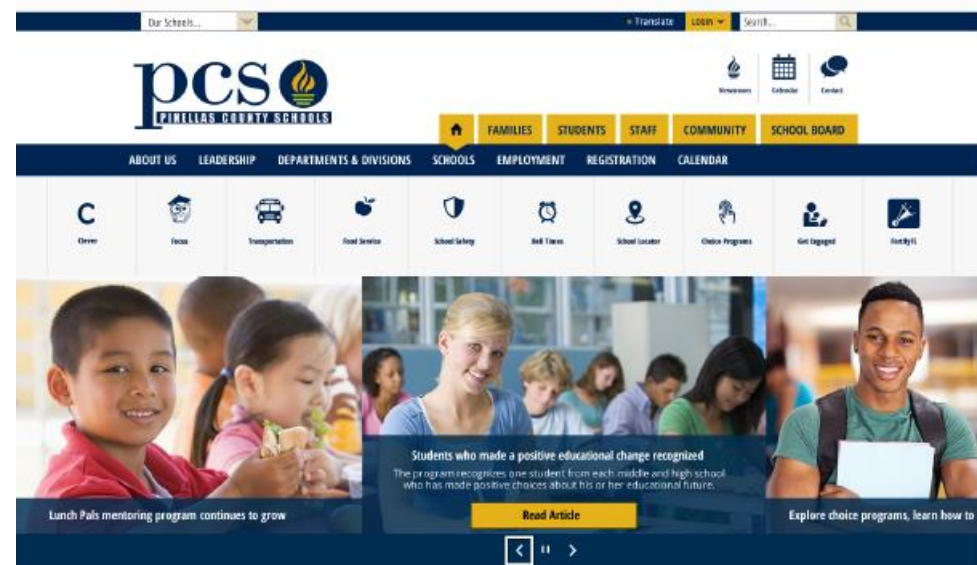 Our Schools...
Translate
LOGIN
Search...
pcs
PINELLAS COUNTY SCHOOLS
Newsroom
Calendar
Contact
FAMILIES
STUDENTS
STAFF
COMMUNITY
SCHOOL BOARD
ABOUT US
LEADERSHIP
DEPARTMENTS & DIVISIONS
SCHOOLS
EMPLOYMENT
REGISTRATION
CALENDAR
C
Clever
Focus
Transportation
Food Service
School Safety
Bell Times
School Locator
Choice Programs
Get Engaged
FortifyFL
Students who made a positive educational change recognized
The program recognizes one student from each middle and high school
who has made positive choices about his or her educational future.
Lunch Pals mentoring program continues to grow
Read Article
Explore choice programs, learn how to